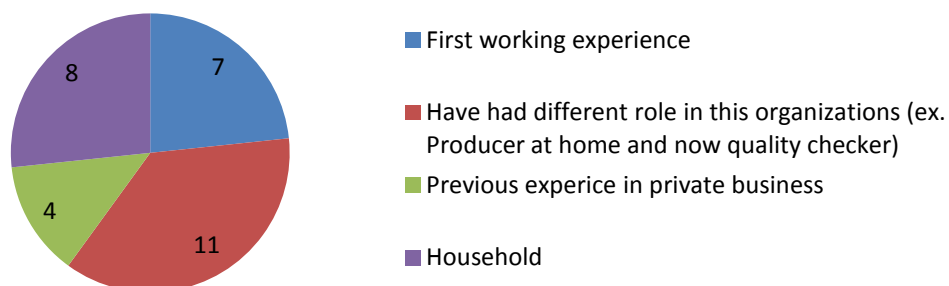 8
7
4
11
First working experience
Have had different role in this organizations (ex.
Producer at home and now quality checker)
Previous experice in private business
Household